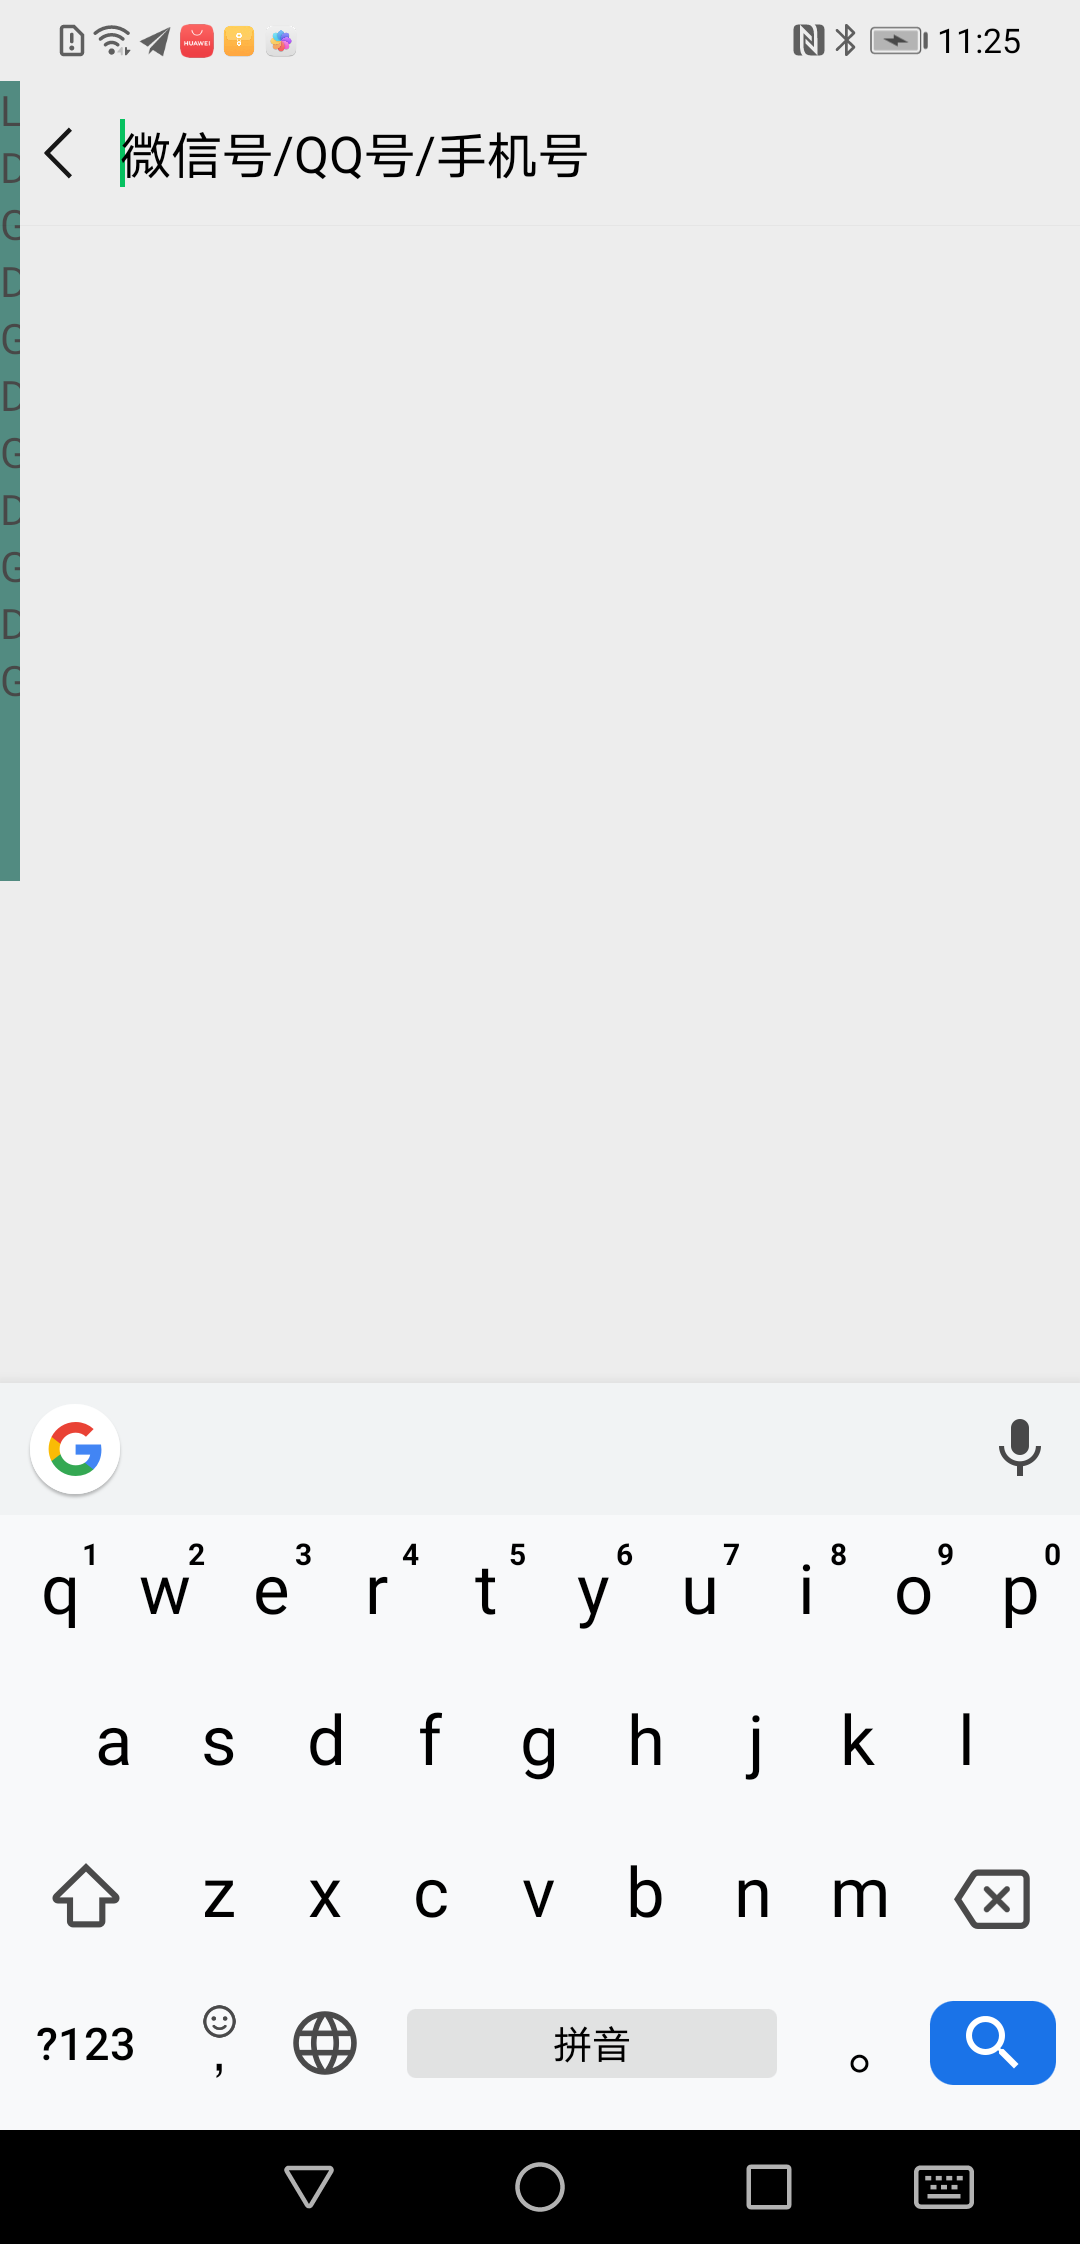 HUAWEI
11:25
L
D
G
D
G
D
G
D
G
D
G
微信号/QQ号/手机号
1 2 3 4 5 6 7 8 9 0
q w e r t y u i o p
a s d f g h j k l
z x c v b n m
?123 , 拼音 。